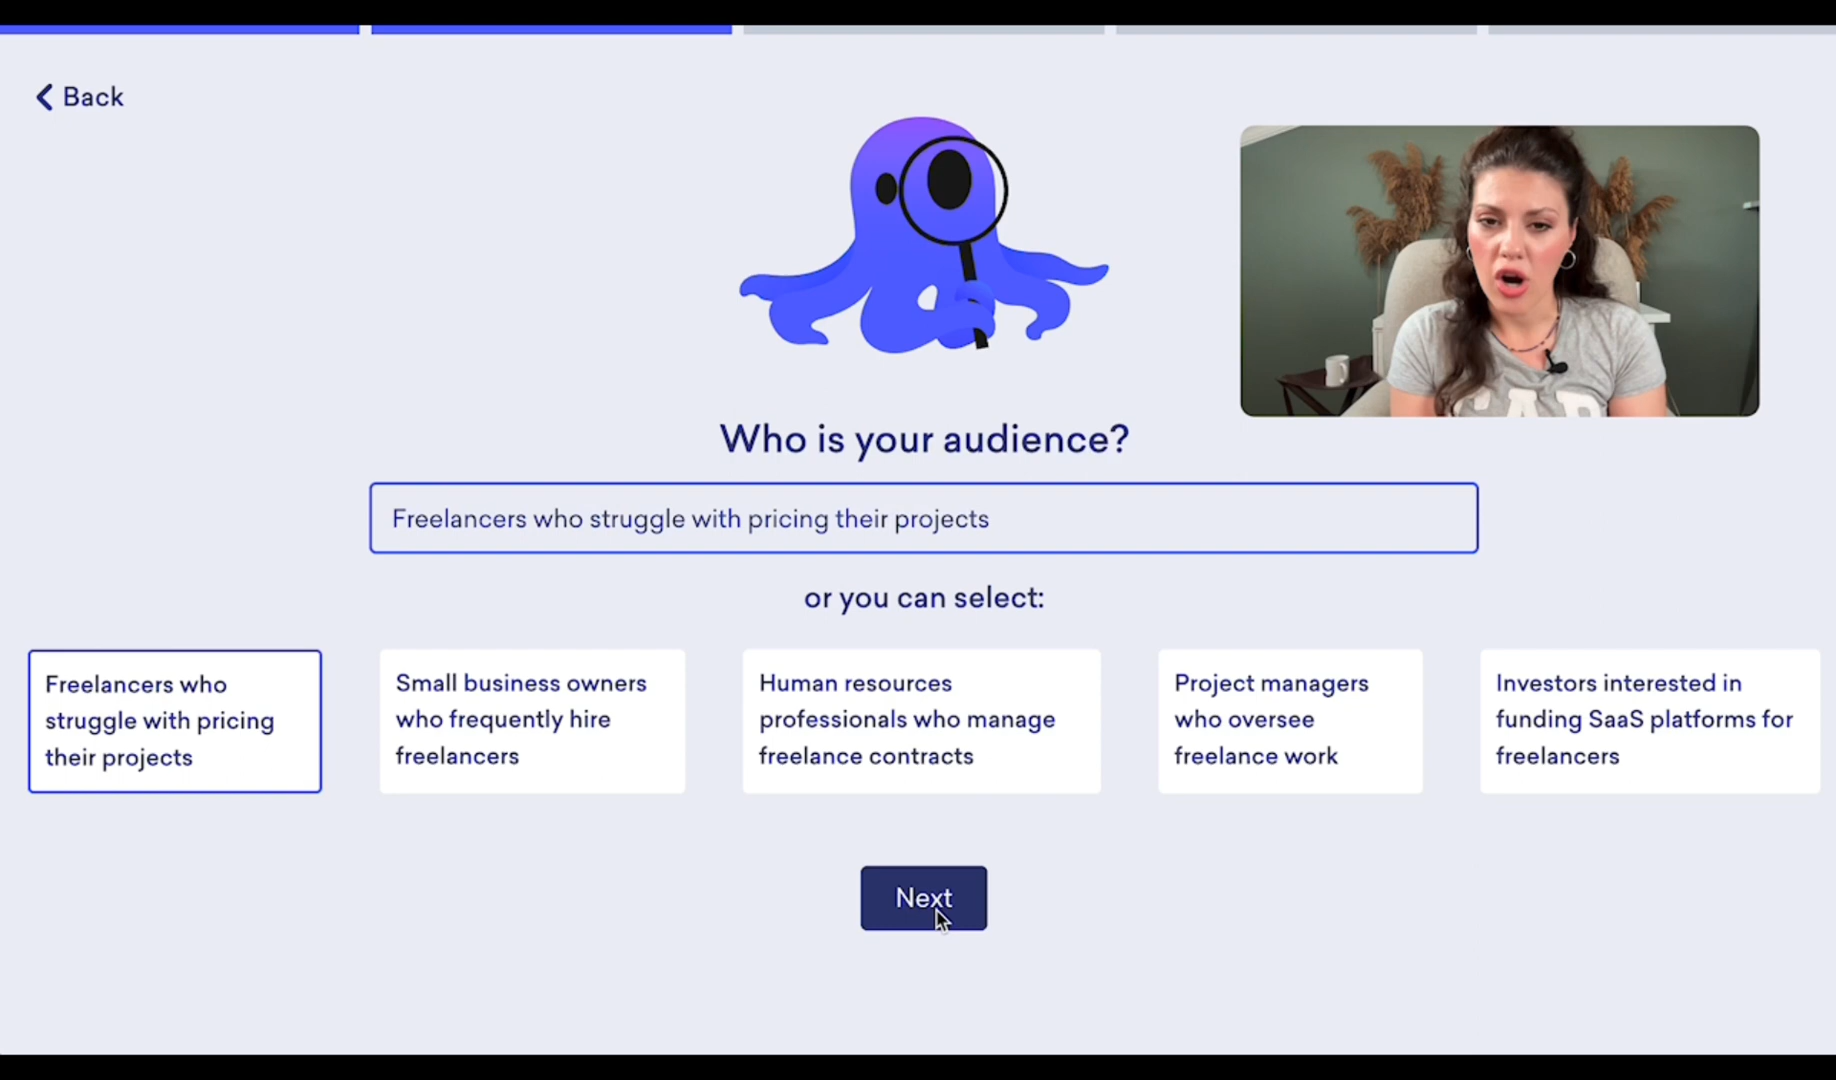 Back
Who is your audience?
Freelancers who struggle with pricing their projects
or you can select:
Freelancers who
struggle with pricing
their projects
Small business owners
who frequently hire
freelancers
Human resources
professionals who manage
freelance contracts
Project managers
who oversee
freelance work
Investors interested in
funding SaaS platforms for
freelancers
Next